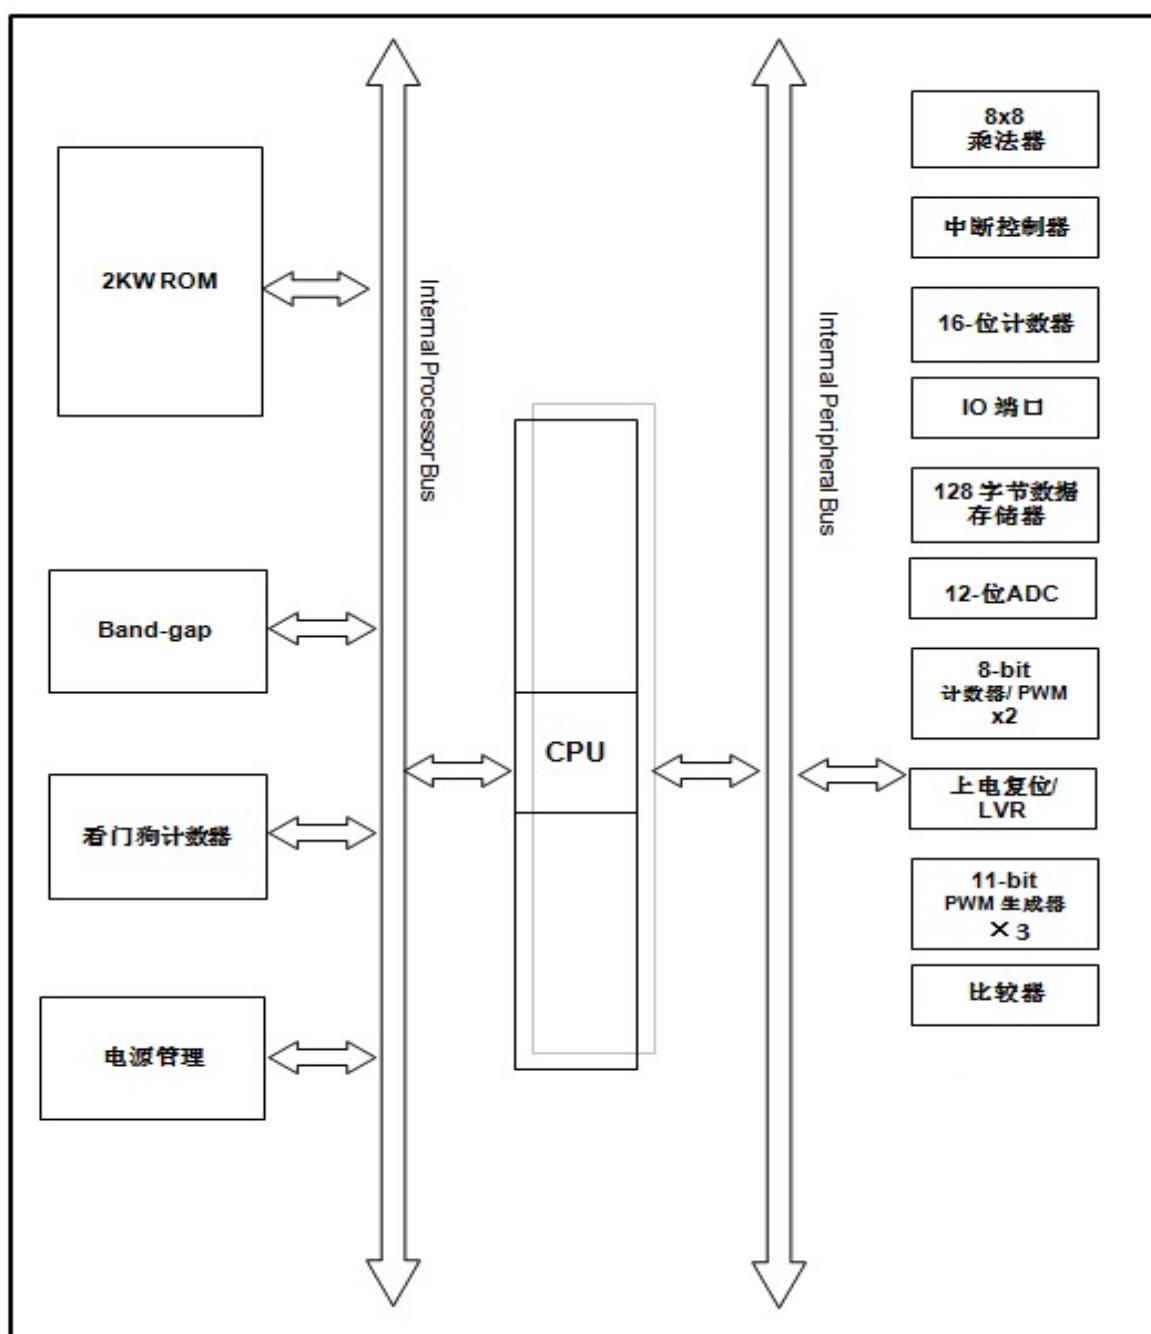 2KW ROM
Band-gap
看门狗计数器
电源管理
Internal Processor Bus
CPU
Internal Peripheral Bus
8x8
乘法器
中断控制器
16-位计数器
IO 端口
128 字节数据
存储器
12-位ADC
8-bit
计数器/ PWM
x2
上电复位/
LVR
11-bit
PWM 生成器
×3
比较器